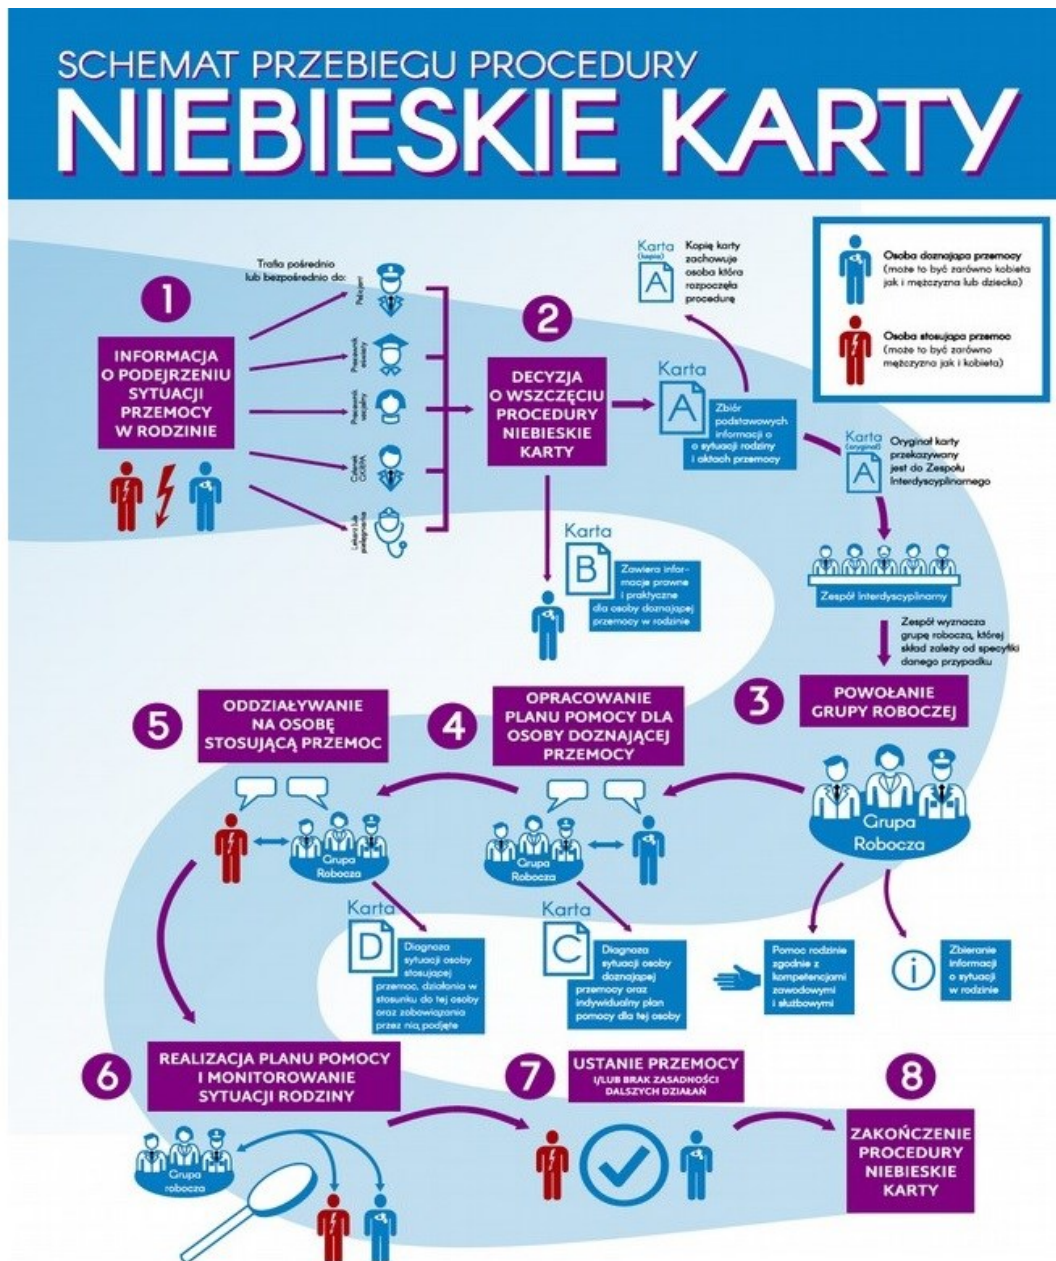 SCHEMAT PRZEBIEGU PROCEDURY
NIEBIESKIE KARTY
1
INFORMACJA
O PODEJRZENIU
SYTUACJI
PRZEMOCY
W RODZINIE
Trafia pośrednio
lub bezpośrednio do:
Policjant
Pracownik
oświaty
Pracownik
socjalny
Członek
GKRPA
Lekarz lub
pielęgniarka
2
DECYZJA
O WSZCZĘCIU
PROCEDURY
NIEBIESKIE
KARTY
Karta
(kopia)
A
Kopię karty
zachowuje
osoba która
rozpoczęła
procedurę
Karta
A
Zbiór
podstawowych
informacji o
o sytuacji rodziny
i aktach przemocy
Osoba doznająca przemocy
(może to być zarówno kobieta
jak i mężczyzna lub dziecko)
Osoba stosująca przemoc
(może to być zarówno
mężczyzna jak i kobieta)
Karta
(oryginał)
A
Oryginał karty
przekazywany
jest do Zespołu
Interdyscyplinarnego
Karta
B
Zawiera infor-
macje prawne
i praktyczne
dla osoby doznającej
przemocy w rodzinie
Zespół Interdyscyplinarny
Zespół wyznacza
grupę robocza, której
skład zależy od specyfiki
danego przypadku
3
POWOŁANIE
GRUPY ROBOCZEJ
Grupa
Robocza
Pomoc rodzinie
zgodnie z
kompetencjami
zawodowymi
i służbowymi
i
Zbieranie
informacji
o sytuacji
w rodzinie
4
OPRACOWANIE
PLANU POMOCY DLA
OSOBY DOZNAJĄCEJ
PRZEMOCY
Grupa
Robocza
Karta
C
Diagnoza
sytuacji osoby
doznającej
przemocy oraz
indywidualny plan
pomocy dla tej osoby
5
ODDZIAŁYWANIE
NA OSOBĘ
STOSUJĄCĄ PRZEMOC
Grupa
Robocza
Karta
D
Diagnoza
sytuacji osoby
stosującej
przemoc, działania w
stosunku do tej osoby
oraz zobowiązania
przez nią podjęte
6
REALIZACJA PLANU POMOCY
I MONITOROWANIE
SYTUACJI RODZINY
Grupa
robocza
7
USTANIE PRZEMOCY
I/LUB BRAK ZASADNOŚCI
DALSZYCH DZIAŁAŃ
8
ZAKOŃCZENIE
PROCEDURY
NIEBIESKIE
KARTY